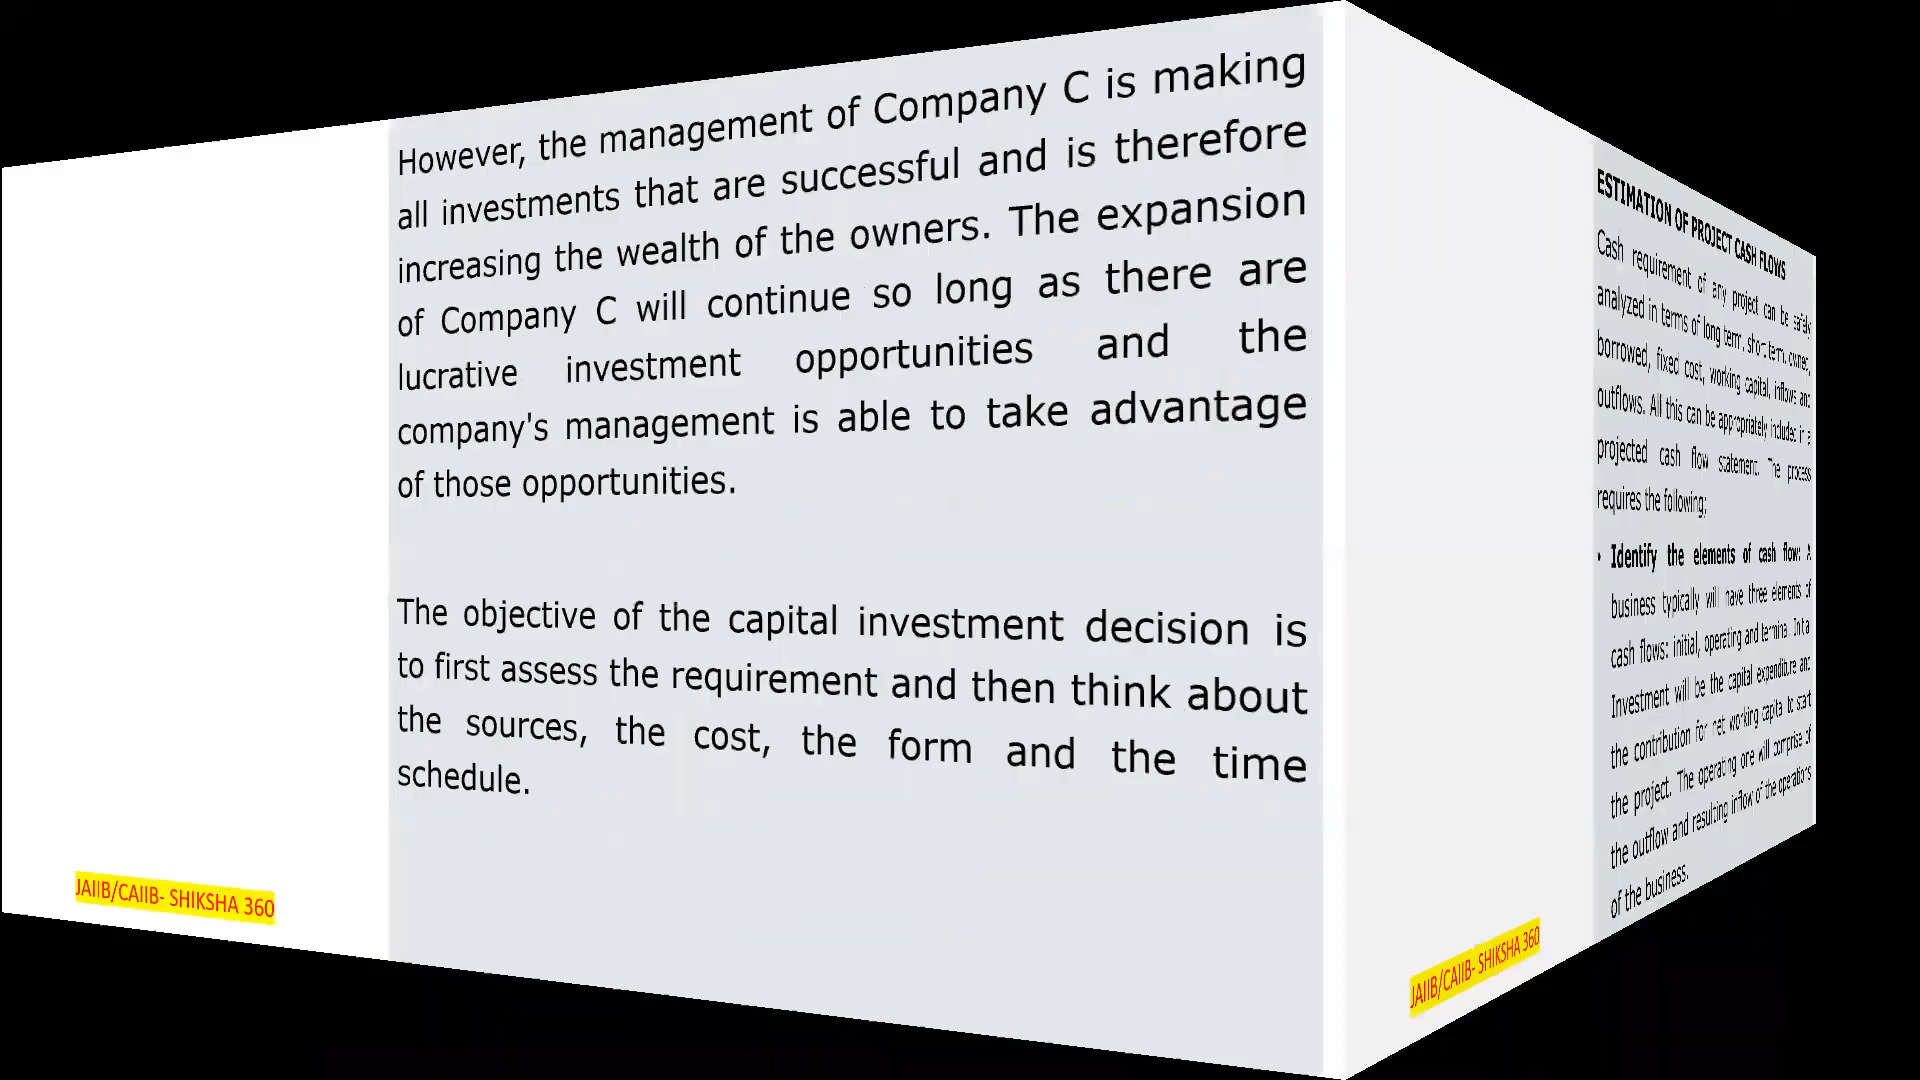 However, the management of Company C is making
all investments that are successful and is therefore
increasing the wealth of the owners. The expansion
of Company C will continue so long as there are
lucrative investment opportunities and the
company's management is able to take advantage
of those opportunities.
The objective of the capital investment decision is
to first assess the requirement and then think about
the sources, the cost, the form and the time
schedule.
JAIIB/CAIIB- SHIKSHA 360
ESTIMATION OF PROJECT CASH FLOWS
Cash requirement of any project can be safely
analyzed in terms of long term, short term, owned,
borrowed, fixed cost, working capital, inflows and
outflows. All this can be appropriately included in a
projected cash flow statement. The process
requires the following;
• Identify the elements of cash flow: A
business typically will have three elements of
cash flows: initial, operating and terminal. Initial
Investment will be the capital expenditure and
the contribution for net working capital to start
the project. The operating one will comprise of
the outflow and resulting inflow of the operations
of the business.
JAIIB/CAIIB- SHIKSHA 360